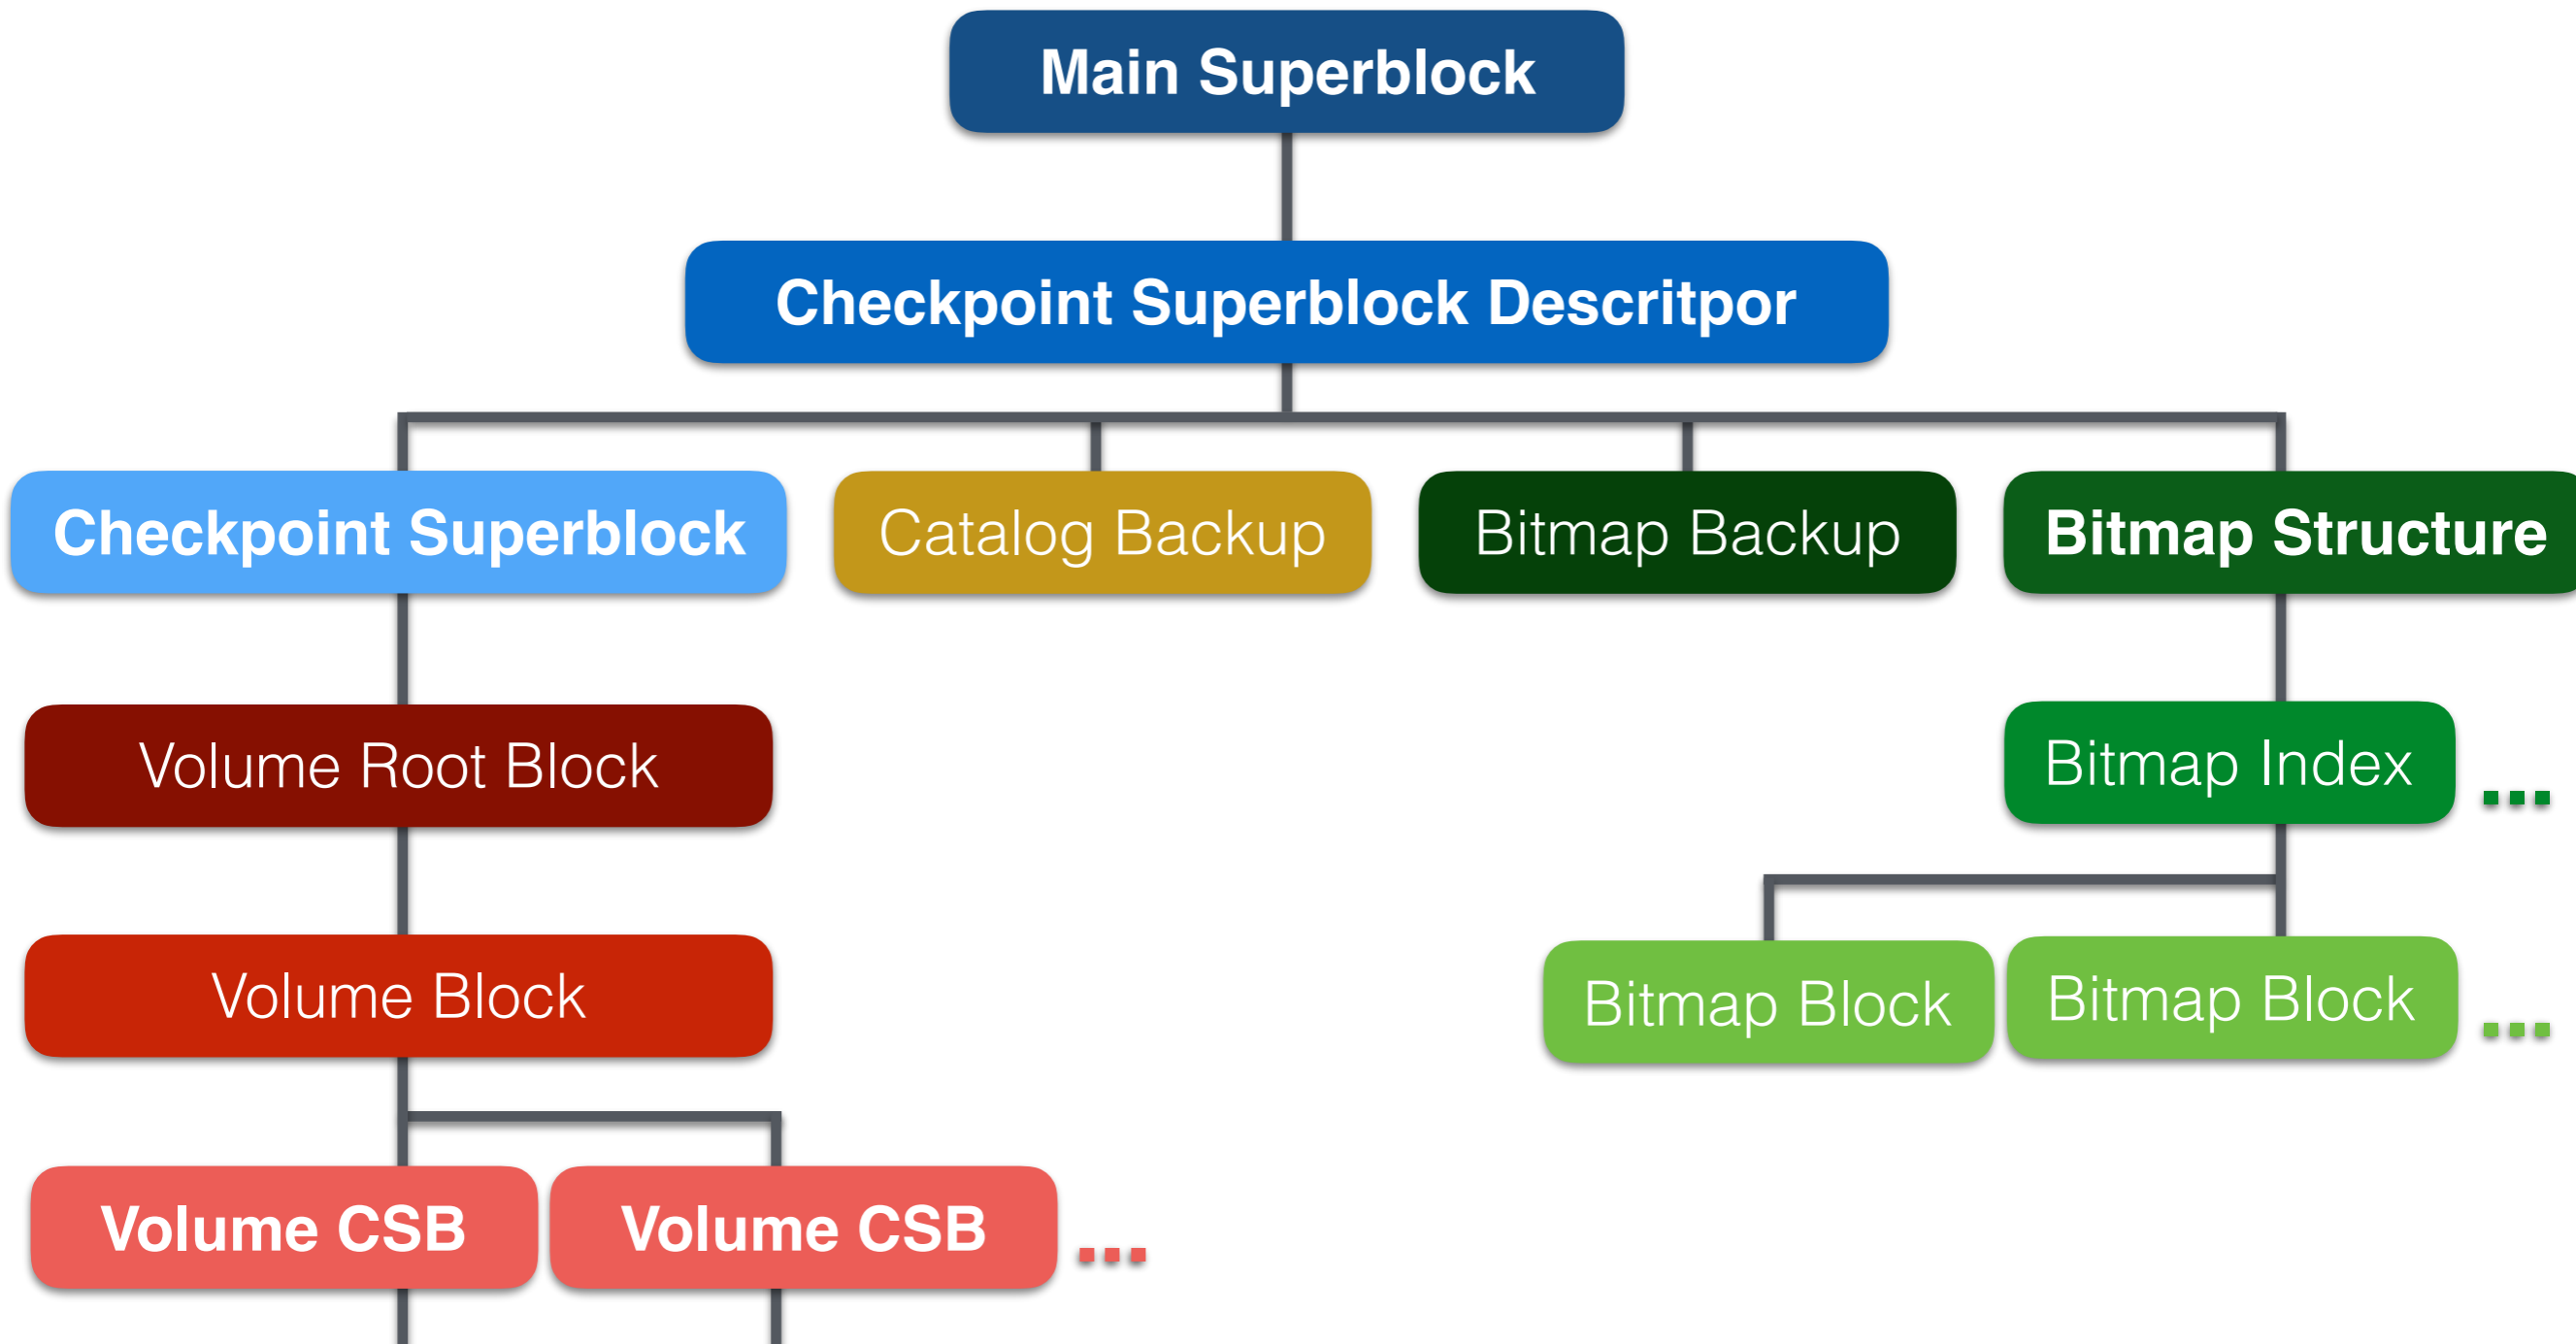 Main Superblock
Checkpoint Superblock Descritpor
Checkpoint Superblock
Catalog Backup
Bitmap Backup
Bitmap Structure
Volume Root Block
Bitmap Index
...
Volume Block
Bitmap Block
Bitmap Block
...
Volume CSB
Volume CSB
...